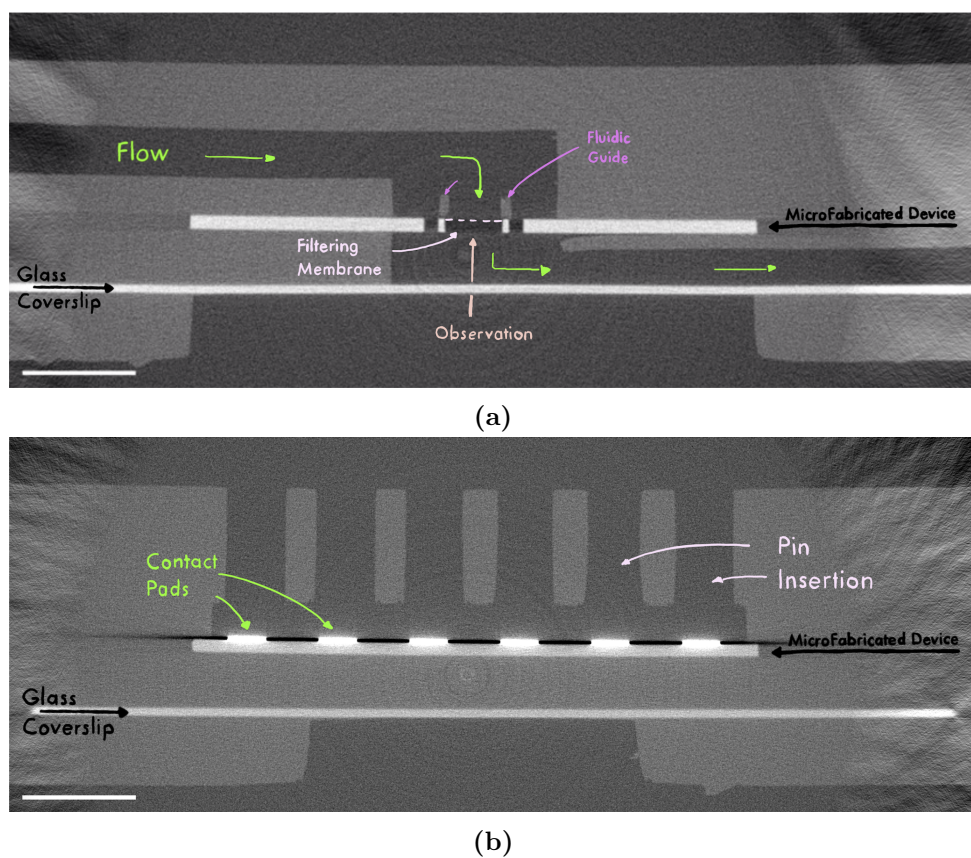 Flow
Fluidic
Guide
MicroFabricated Device
Filtering
Membrane
Glass
Coverslip
Observation
(a)
Contact
Pads
Pin
Insertion
MicroFabricated Device
Glass
Coverslip
(b)